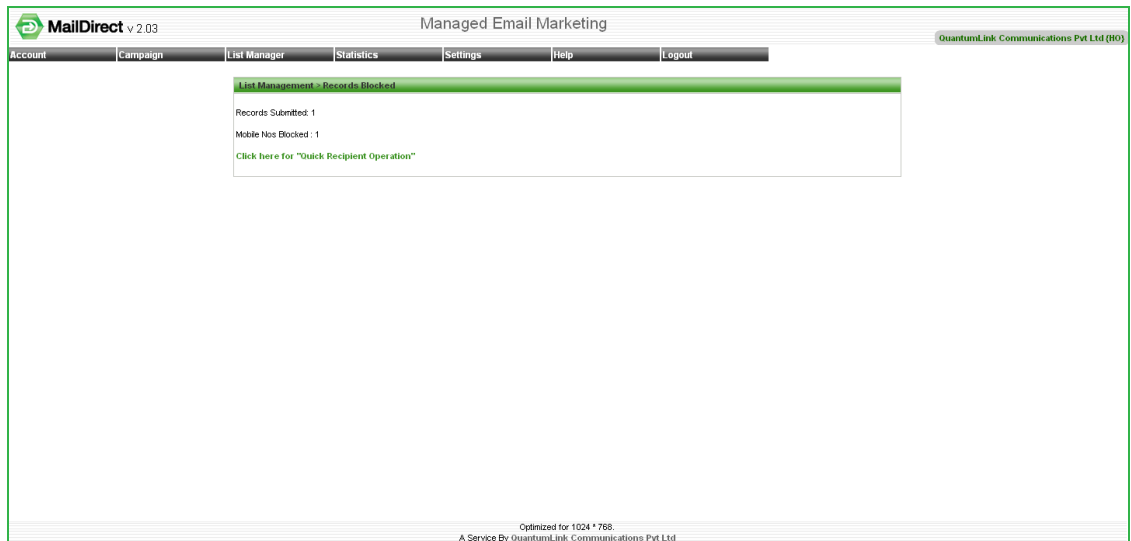 MailDirect v 2.03
Managed Email Marketing
QuantumLink Communications Pvt Ltd (HO)
Account Campaign List Manager Statistics Settings Help Logout
List Management > Records Blocked
Records Submitted: 1
Mobile Nos Blocked : 1
Click here for "Quick Recipient Operation"
Optimized for 1024 * 768.
A Service By QuantumLink Communications Pvt Ltd